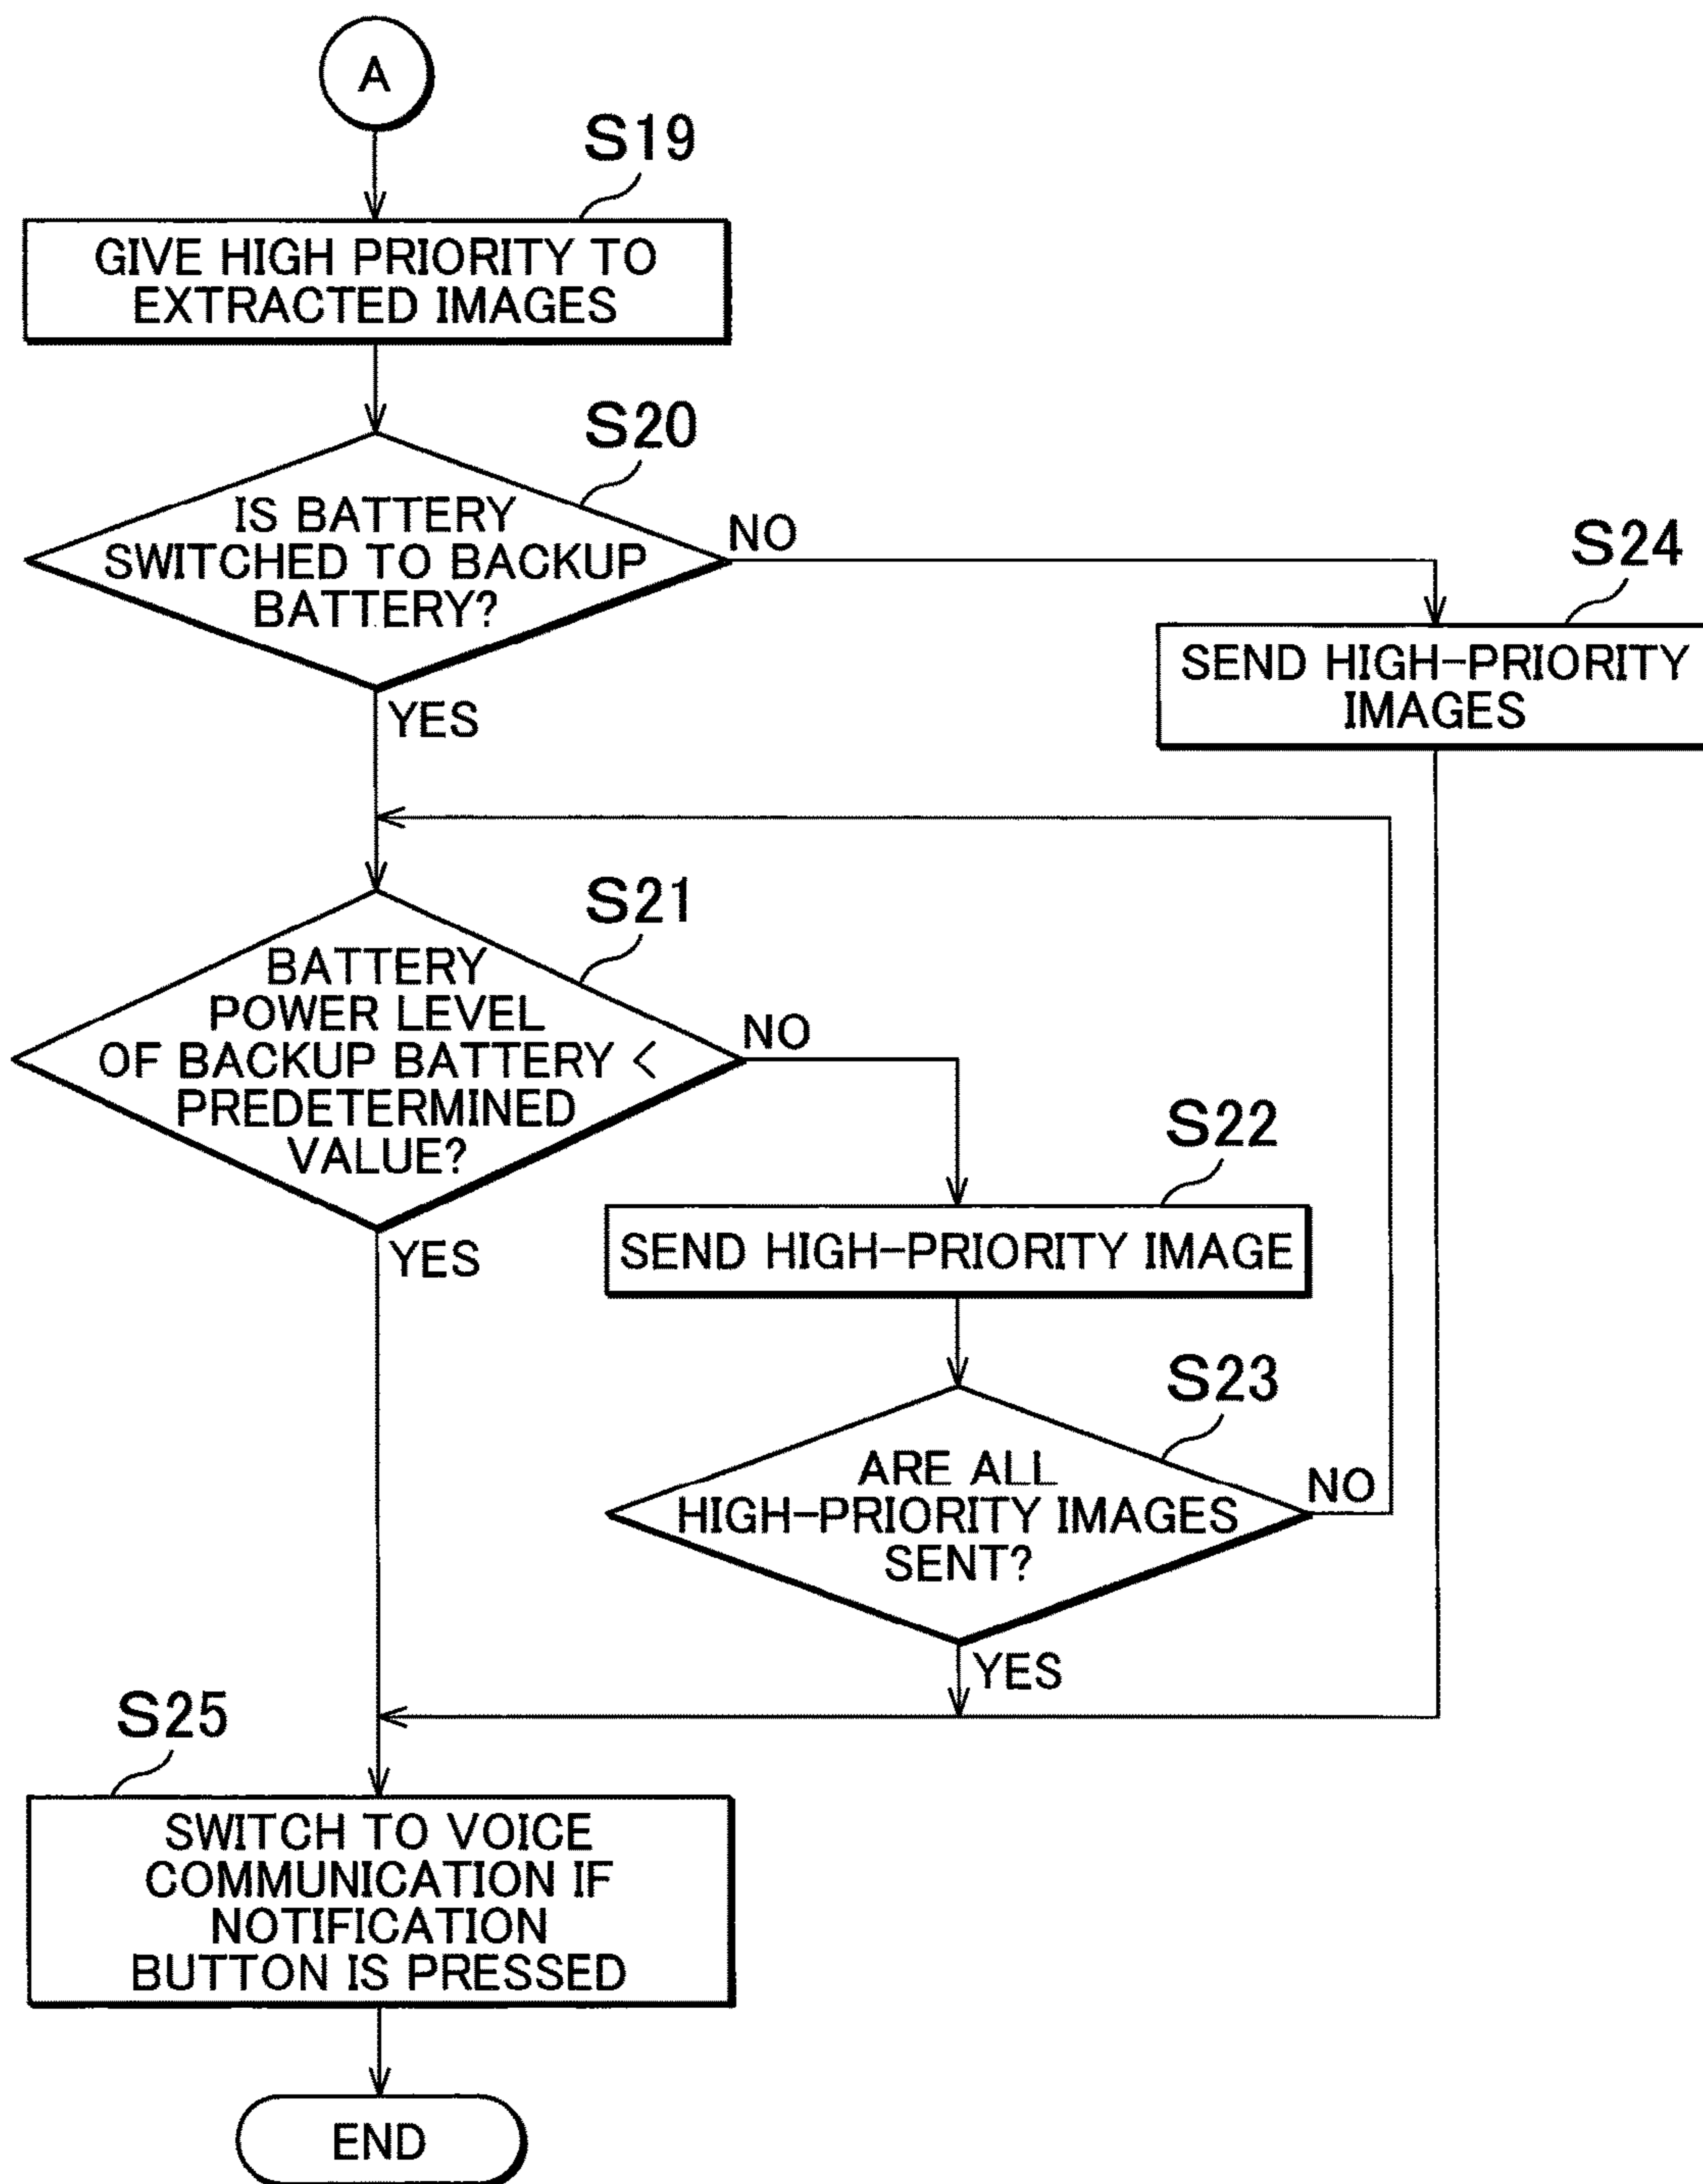 A
S19
GIVE HIGH PRIORITY TO
EXTRACTED IMAGES
S20
IS BATTERY
SWITCHED TO BACKUP
BATTERY?
NO
YES
S24
SEND HIGH-PRIORITY
IMAGES
S21
BATTERY
POWER LEVEL
OF BACKUP BATTERY <
PREDETERMINED
VALUE?
NO
YES
S22
SEND HIGH-PRIORITY IMAGE
S23
ARE ALL
HIGH-PRIORITY IMAGES
SENT?
NO
YES
S25
SWITCH TO VOICE
COMMUNICATION IF
NOTIFICATION
BUTTON IS PRESSED
END